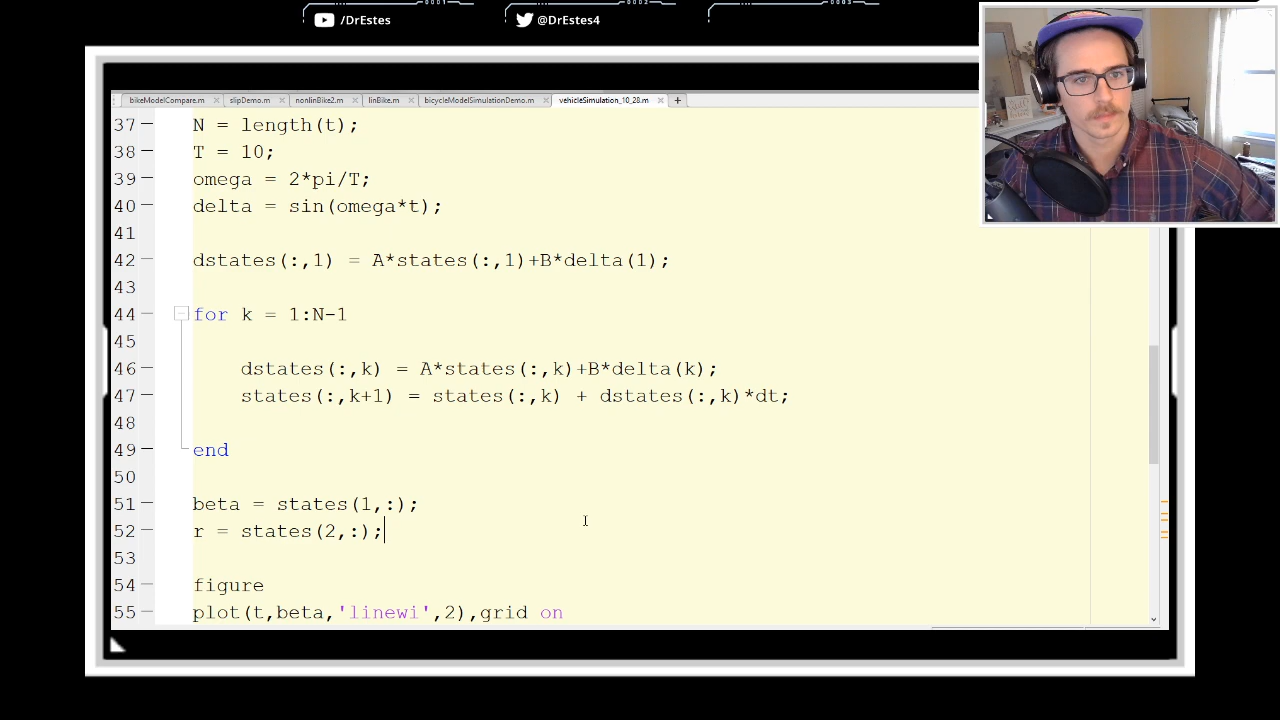 0001 0002 0003
/DrEstes @DrEstes4
bikeModelCompare.m slipDemo.m nonlinBike2.m linBike.m bicycleModelSimulationDemo.m vehicleSimulation_10_28.m
37 N = length(t);
38 T = 10;
39 omega = 2*pi/T;
40 delta = sin(omega*t);
41
42 dstates(:,1) = A*states(:,1)+B*delta(1);
43
44 for k = 1:N-1
45
46 dstates(:,k) = A*states(:,k)+B*delta(k);
47 states(:,k+1) = states(:,k) + dstates(:,k)*dt;
48
49 end
50
51 beta = states(1,:);
52 r = states(2,:);
53
54 figure
55 plot(t,beta,'linewi',2),grid on